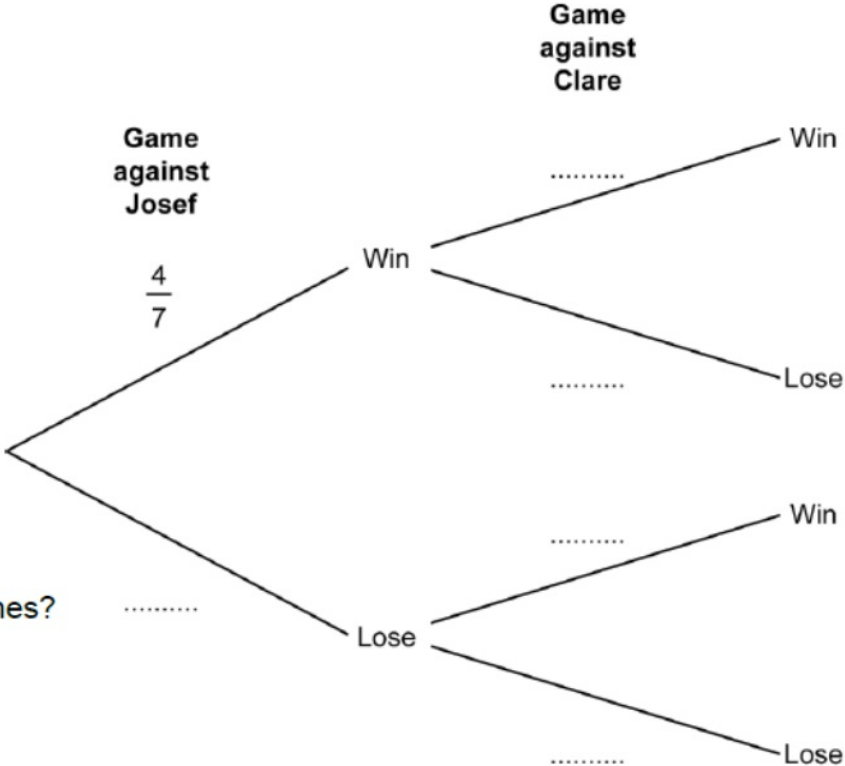 Game
against
Clare
Game
against
Josef
4
7
..........
Win
Win
..........
Lose
..........
Win
nes?
..........
Lose
..........
Lose